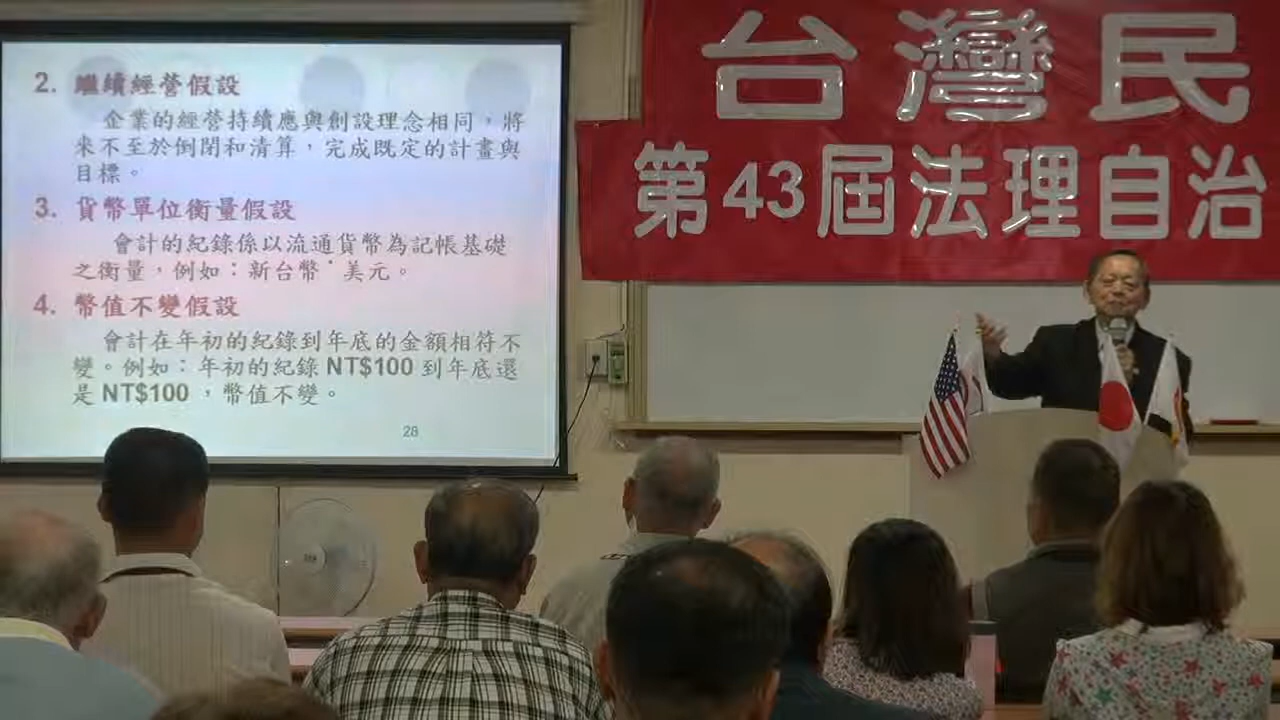 2. 繼續經營假設
企業的經營持續應與創設理念相同，將
來不至於倒閉和清算，完成既定的計畫與
目標。
3. 貨幣單位衡量假設
會計的紀錄係以流通貨幣為記帳基礎
之衡量，例如：新台幣、美元。
4. 幣值不變假設
會計在年初的紀錄到年底的金額相符不
變。例如：年初的紀錄 NT$100 到年底還
是 NT$100 ，幣值不變。
28
台灣民
第43屆法理自治